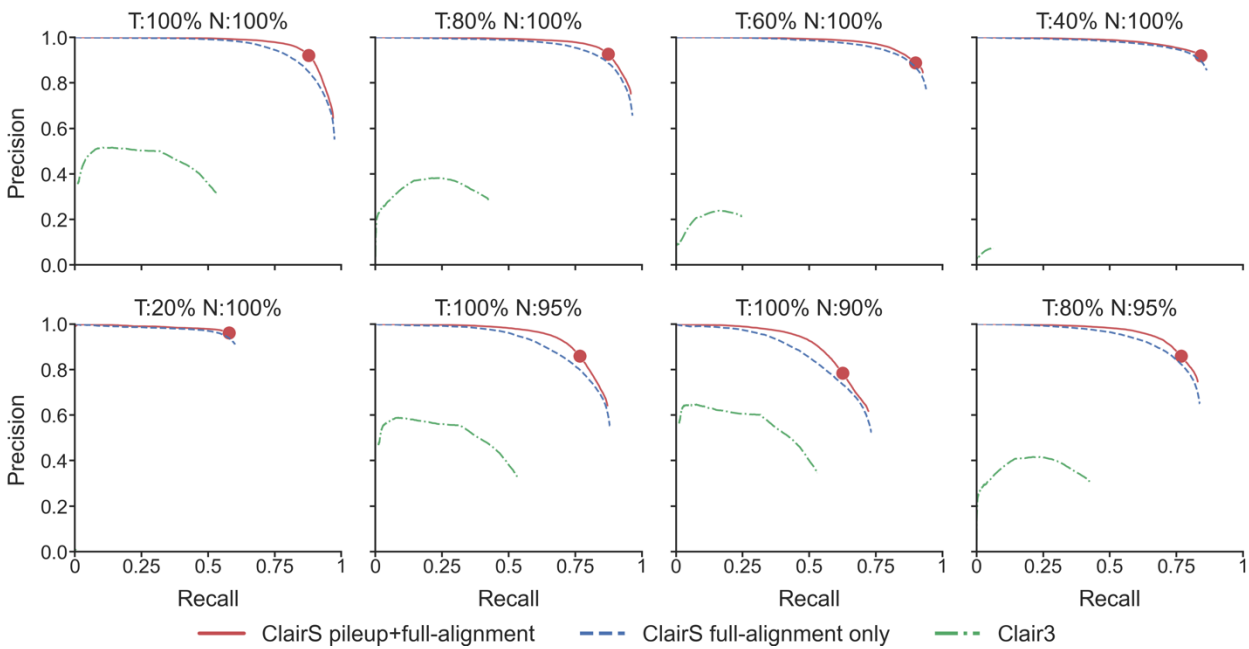 T:100% N:100%
T:80% N:100%
T:60% N:100%
T:40% N:100%
Precision
1.0
0.8
0.6
0.4
0.2
0.0
T:20% N:100%
T:100% N:95%
T:100% N:90%
T:80% N:95%
Precision
1.0
0.8
0.6
0.4
0.2
0.0
0 0.25 0.5 0.75 1
0 0.25 0.5 0.75 1
0 0.25 0.5 0.75 1
0 0.25 0.5 0.75 1
Recall
Recall
Recall
Recall
ClairS pileup+full-alignment
ClairS full-alignment only
Clair3